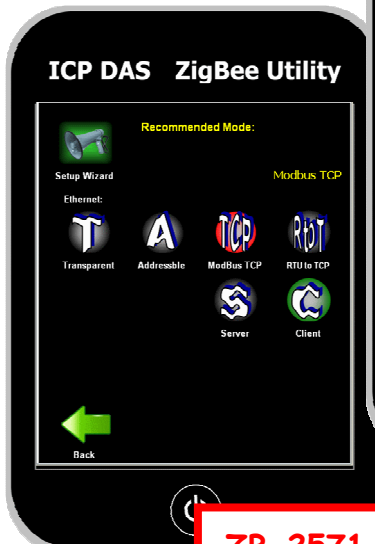 ICP DAS ZigBee Utility
Recommended Mode:
Setup Wizard
Modbus TCP
Ethernet:
T A TCP RtoT
Transparent Addressble ModBus TCP RTU to TCP
S C
Server Client
Back